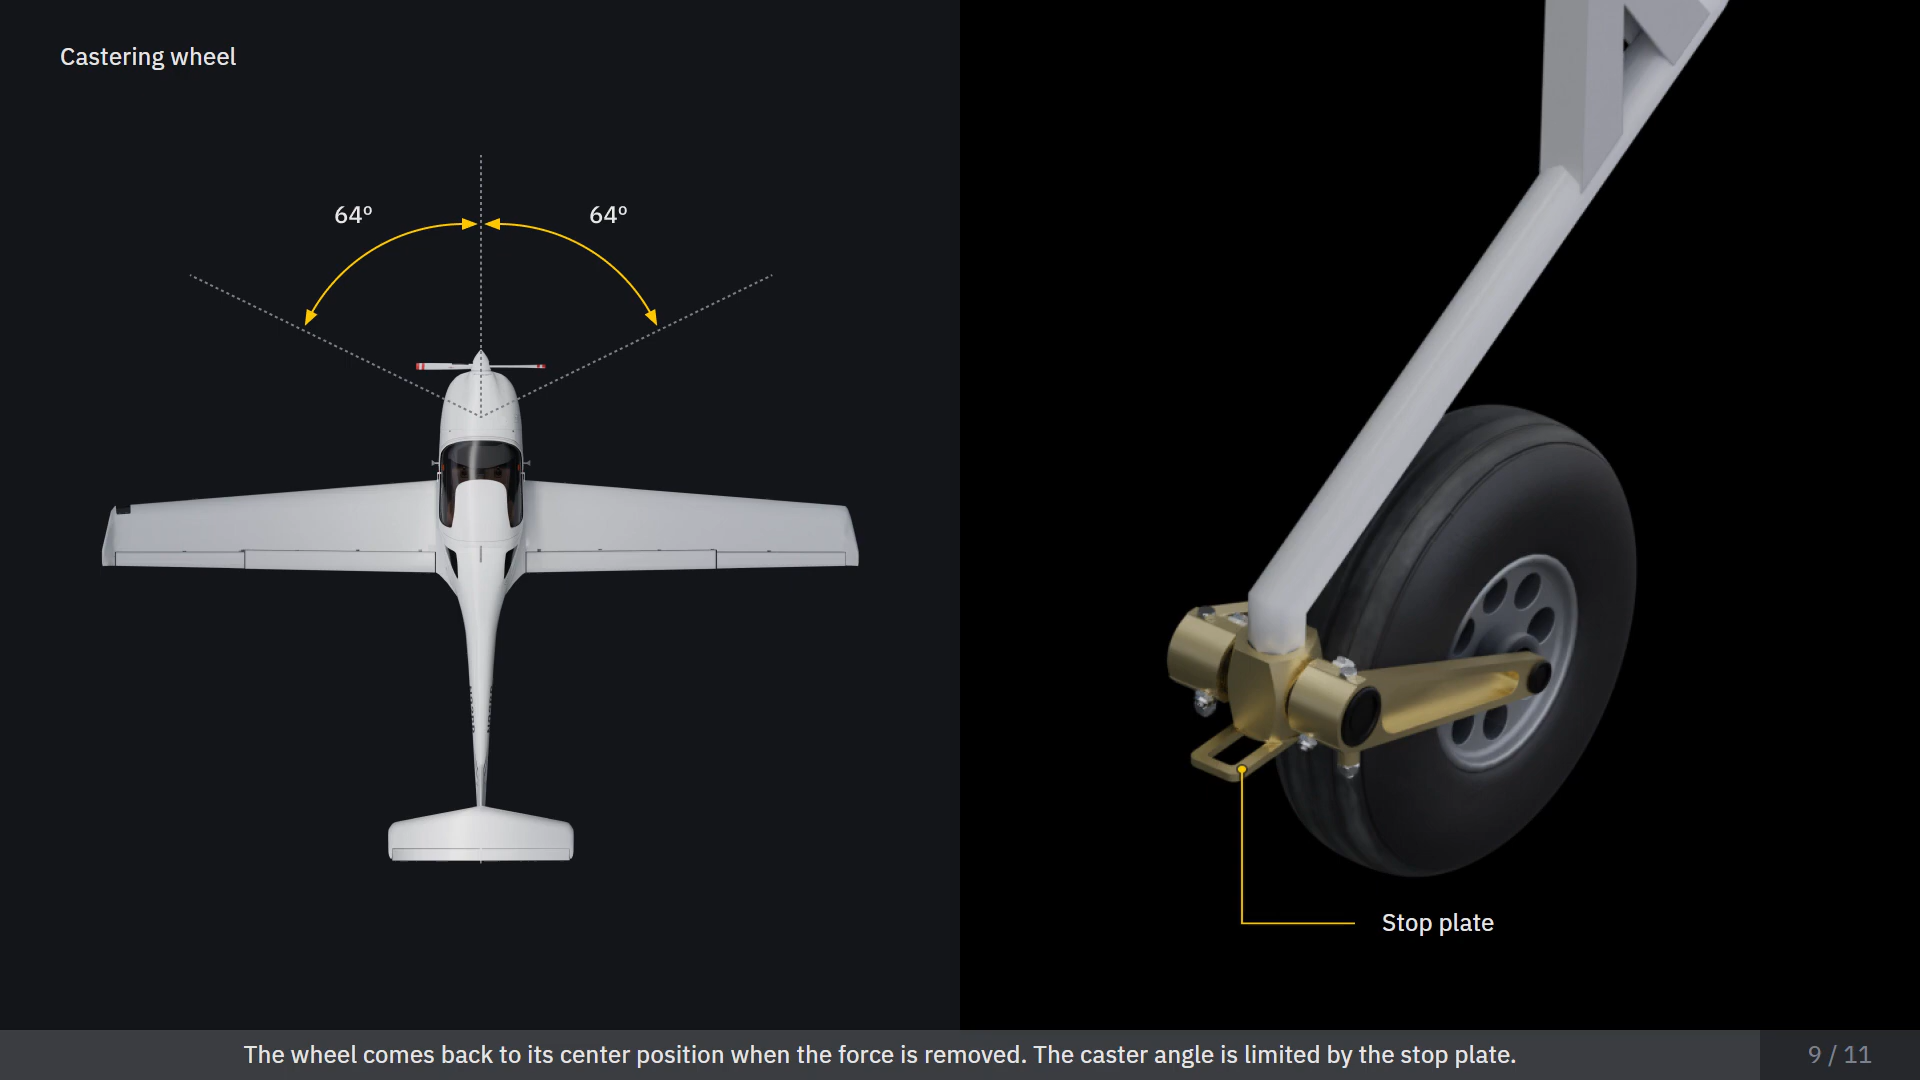 Castering wheel
64º
64º
Stop plate
The wheel comes back to its center position when the force is removed. The caster angle is limited by the stop plate.
9 / 11